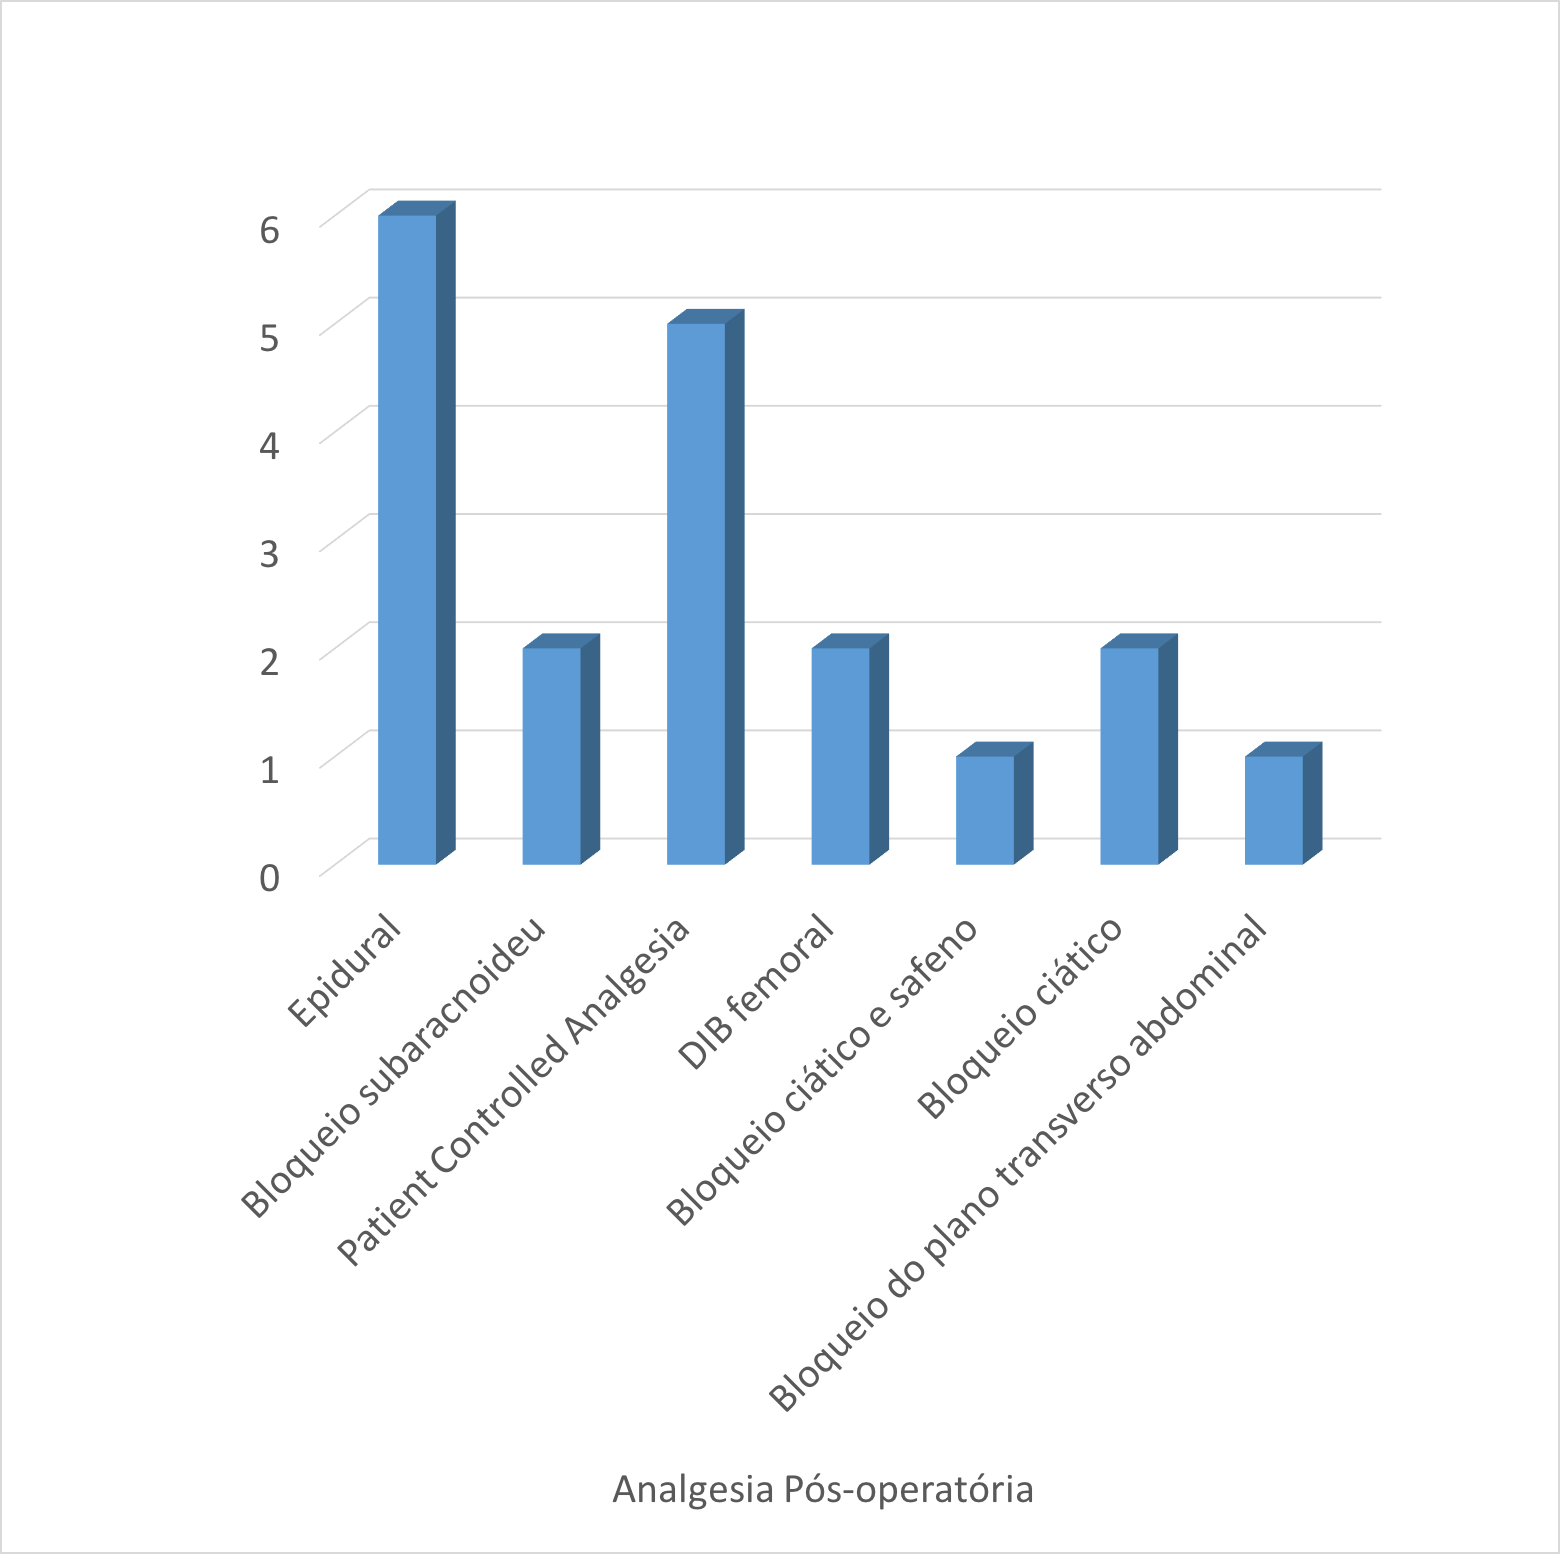 6
5
4
3
2
1
0
Epidural
Bloqueio subaracnoideu
Patient Controlled Analgesia
DIB femoral
Bloqueio ciático e safeno
Bloqueio ciático
Bloqueio do plano transverso abdominal
Analgesia Pós-operatória